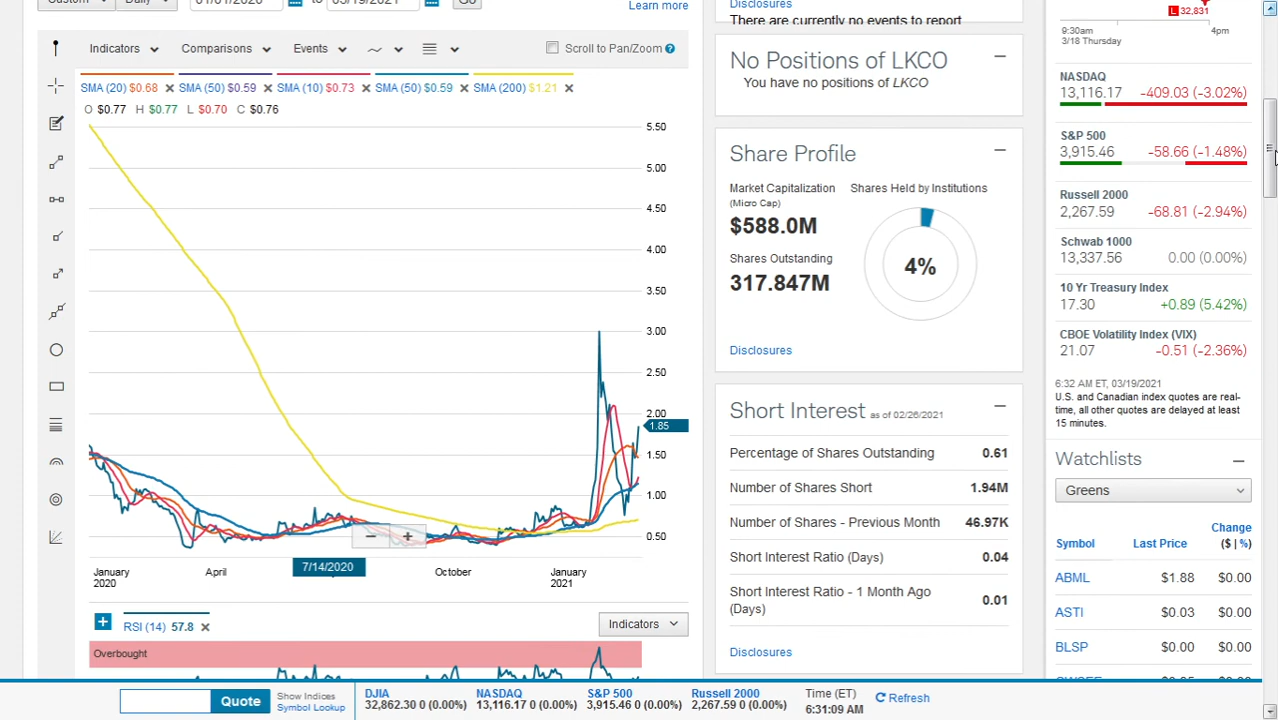 Custom
Daily
01/01/2020
to
03/19/2021
Go
Learn more
Indicators
Comparisons
Events
Scroll to Pan/Zoom
SMA (20) $0.68
SMA (50) $0.59
SMA (10) $0.73
SMA (50) $0.59
SMA (200) $1.21
O $0.77 H $0.77 L $0.70 C $0.76
5.50
5.00
4.50
4.00
3.50
3.00
2.50
2.00
1.85
1.50
1.00
0.50
7/14/2020
January
2020
April
October
January
2021
RSI (14) 57.8
Indicators
Overbought
Disclosures
There are currently no events to report
No Positions of LKCO
You have no positions of LKCO
Share Profile
Market Capitalization
(Micro Cap)
$588.0M
Shares Outstanding
317.847M
Shares Held by Institutions
4%
Disclosures
Short Interest as of 02/26/2021
Percentage of Shares Outstanding 0.61
Number of Shares Short 1.94M
Number of Shares - Previous Month 46.97K
Short Interest Ratio (Days) 0.04
Short Interest Ratio - 1 Month Ago
(Days) 0.01
Disclosures
L 32,831
9:30am
4pm
3/18 Thursday
NASDAQ
13,116.17 -409.03 (-3.02%)
S&P 500
3,915.46 -58.66 (-1.48%)
Russell 2000
2,267.59 -68.81 (-2.94%)
Schwab 1000
13,337.56 0.00 (0.00%)
10 Yr Treasury Index
17.30 +0.89 (5.42%)
CBOE Volatility Index (VIX)
21.07 -0.51 (-2.36%)
6:32 AM ET, 03/19/2021
U.S. and Canadian index quotes are real-
time, all other quotes are delayed at least
15 minutes.
Watchlists
Greens
Change
Symbol Last Price ($ | %)
ABML $1.88 $0.00
ASTI $0.03 $0.00
BLSP $0.00 $0.00
Quote
Show Indices
Symbol Lookup
DJIA
32,862.30 0 (0.00%)
NASDAQ
13,116.17 0 (0.00%)
S&P 500
3,915.46 0 (0.00%)
Russell 2000
2,267.59 0 (0.00%)
Time (ET)
6:31:09 AM
Refresh